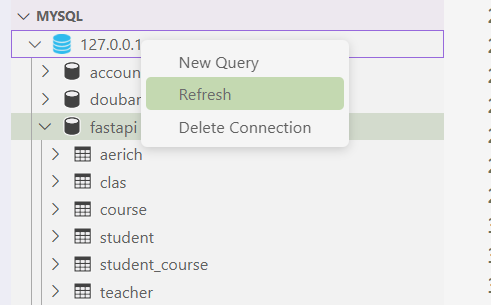 MYSQL
127.0.0.1
New Query
accoun
Refresh
douban
fastapi
Delete Connection
aerich
clas
course
student
student_course
teacher